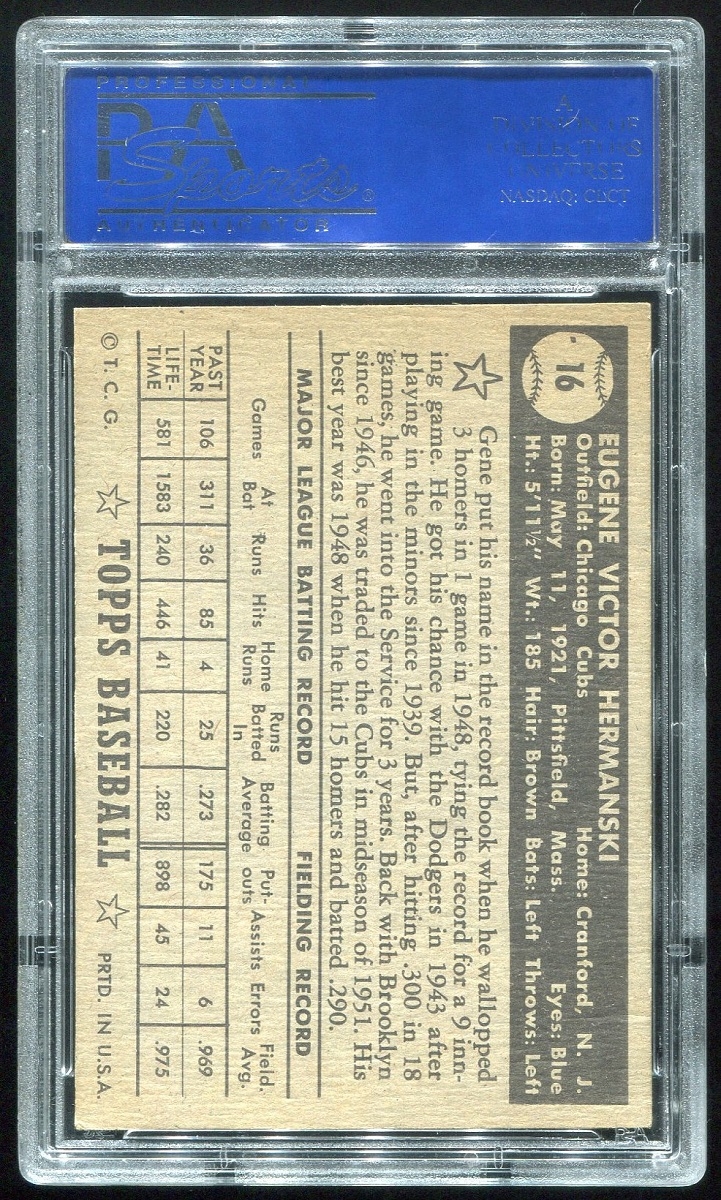 PROFESSIONAL
PSA
Sports®
AUTHENTICATOR
A
DIVISION OF
COLLECTORS
UNIVERSE
NASDAQ: CLCT
16
EUGENE VICTOR HERMANSKI
Outfield: Chicago Cubs Home: Cranford, N. J.
Born: May 11, 1921, Pittsfield, Mass. Eyes: Blue
Ht.: 5'11½" Wt.: 185 Hair: Brown Bats: Left Throws: Left
Gene put his name in the record book when he walloped
3 homers in 1 game in 1948, tying the record for a 9 inn-
ing game. He got his chance with the Dodgers in 1943 after
playing in the minors since 1939. But, after hitting .300 in 18
games, he went into the Service for 3 years. Back with Brooklyn
since 1946, he was traded to the Cubs in midseason of 1951. His
best year was 1948 when he hit 15 homers and batted .290.
MAJOR LEAGUE BATTING RECORD FIELDING RECORD
Games At Bat Runs Hits Home Runs Runs Batted In Batting Average Put-outs Assists Errors Field. Avg.
PAST YEAR 106 311 36 85 4 25 .273 175 11 6 .969
LIFE-TIME 581 1583 240 446 41 220 .282 898 45 24 .975
© T. C. G. ☆ TOPPS BASEBALL ☆ PRTD. IN U.S.A.